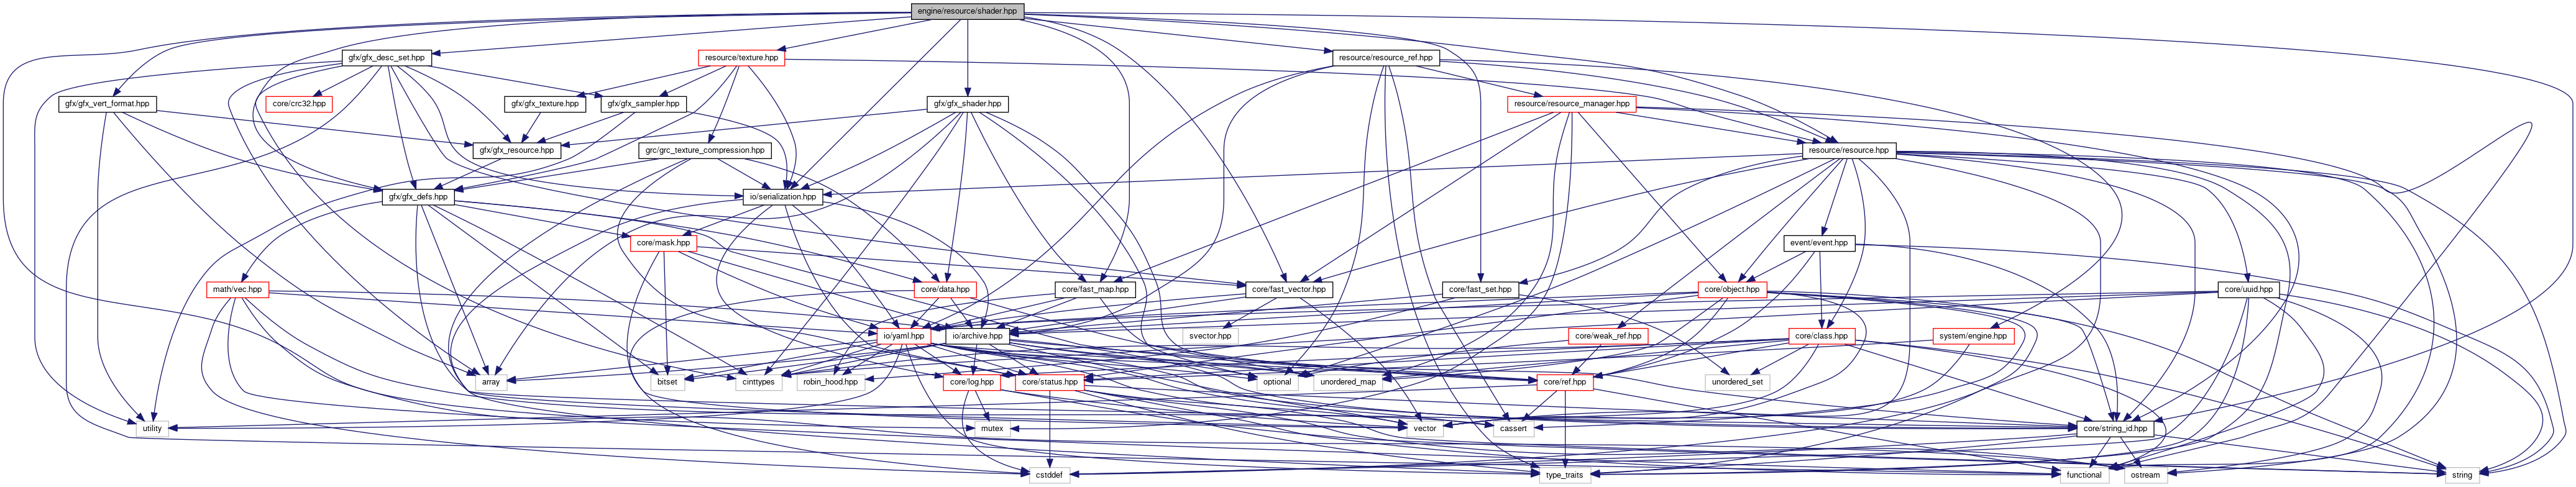 engine/resource/shader.hpp
gfx/gfx_desc_set.hpp
resource/texture.hpp
resource/resource_ref.hpp
gfx/gfx_vert_format.hpp
core/crc32.hpp
gfx/gfx_texture.hpp
gfx/gfx_sampler.hpp
gfx/gfx_shader.hpp
resource/resource_manager.hpp
gfx/gfx_resource.hpp
grc/grc_texture_compression.hpp
resource/resource.hpp
gfx/gfx_defs.hpp
io/serialization.hpp
core/mask.hpp
event/event.hpp
math/vec.hpp
core/data.hpp
core/fast_map.hpp
core/fast_vector.hpp
core/fast_set.hpp
core/object.hpp
core/uuid.hpp
io/yaml.hpp
io/archive.hpp
svector.hpp
core/weak_ref.hpp
core/class.hpp
system/engine.hpp
array
bitset
cinttypes
robin_hood.hpp
core/log.hpp
core/status.hpp
optional
unordered_map
core/ref.hpp
unordered_set
utility
mutex
vector
cassert
core/string_id.hpp
cstddef
type_traits
functional
ostream
string